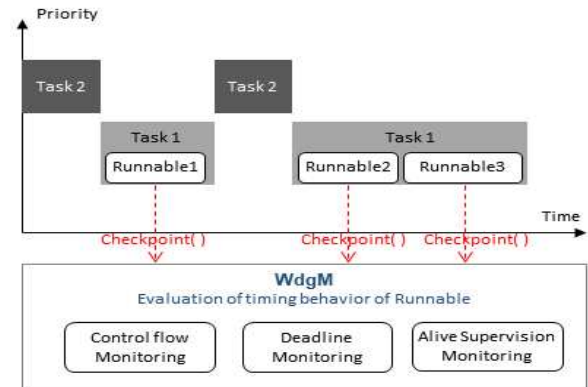 Priority
Task 2
Task 2
Task 1
Task 1
Runnable1
Runnable2
Runnable3
Time
Checkpoint( )
Checkpoint( )
Checkpoint( )
WdgM
Evaluation of timing behavior of Runnable
Control flow
Monitoring
Deadline
Monitoring
Alive Supervision
Monitoring